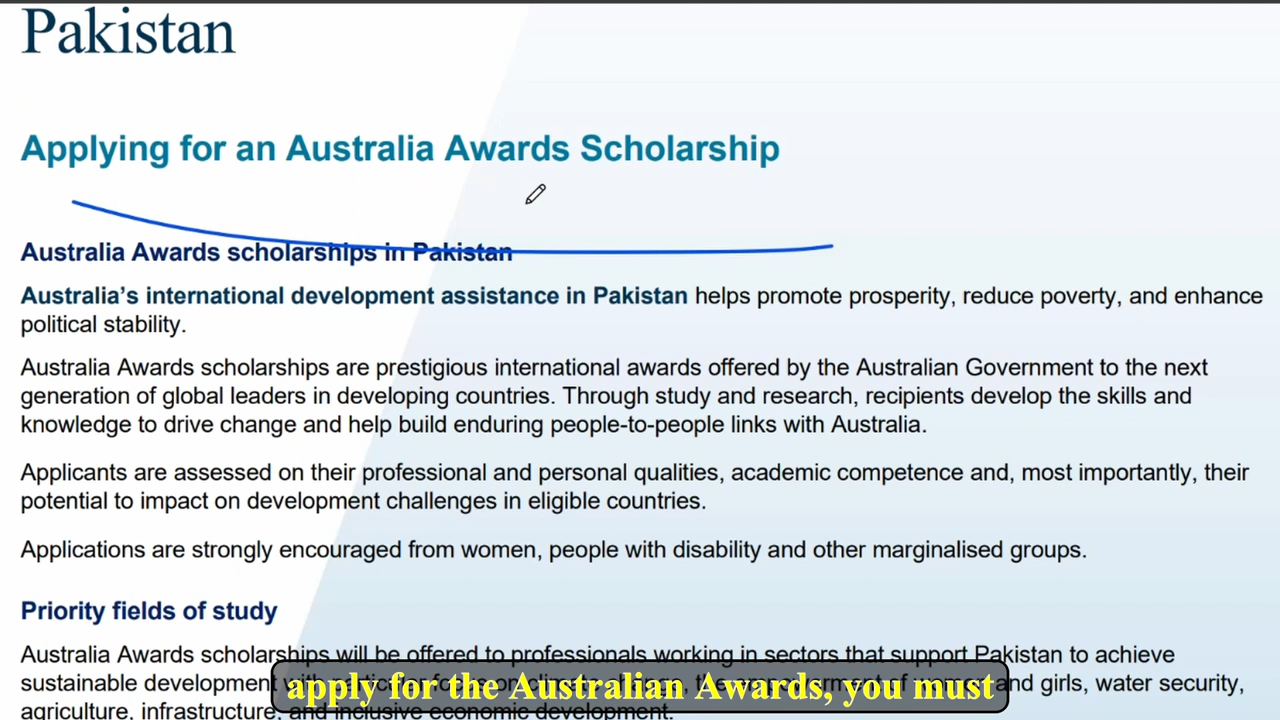 Pakistan
Applying for an Australia Awards Scholarship
Australia Awards scholarships in Pakistan
Australia's international development assistance in Pakistan helps promote prosperity, reduce poverty, and enhance
political stability.
Australia Awards scholarships are prestigious international awards offered by the Australian Government to the next
generation of global leaders in developing countries. Through study and research, recipients develop the skills and
knowledge to drive change and help build enduring people-to-people links with Australia.
Applicants are assessed on their professional and personal qualities, academic competence and, most importantly, their
potential to impact on development challenges in eligible countries.
Applications are strongly encouraged from women, people with disability and other marginalised groups.
Priority fields of study
Australia Awards scholarships will be offered to professionals working in sectors that support Pakistan to achieve
sustainable development and girls, water security,
agriculture, infrastructure, and inclusive economic development.
apply for the Australian Awards, you must